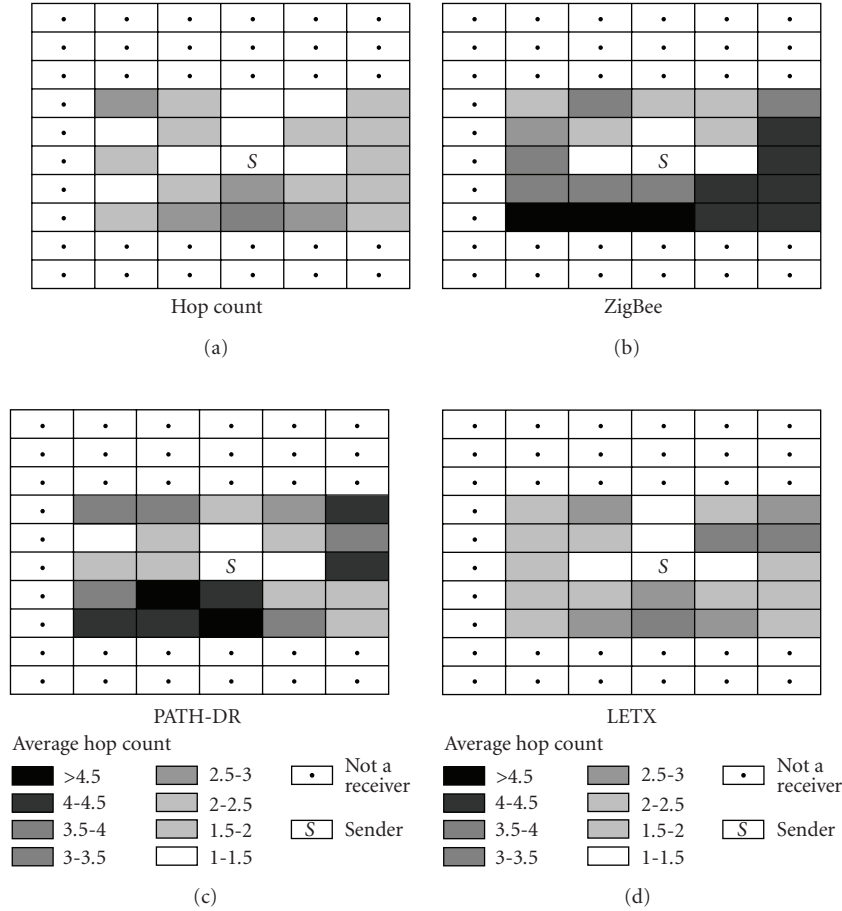 S
Hop count
(a)
S
ZigBee
(b)
S
PATH-DR
S
LETX
Average hop count
>4.5
4-4.5
3.5-4
3-3.5
2.5-3
2-2.5
1.5-2
1-1.5
Not a
receiver
S Sender
(c)
Average hop count
>4.5
4-4.5
3.5-4
3-3.5
2.5-3
2-2.5
1.5-2
1-1.5
Not a
receiver
S Sender
(d)